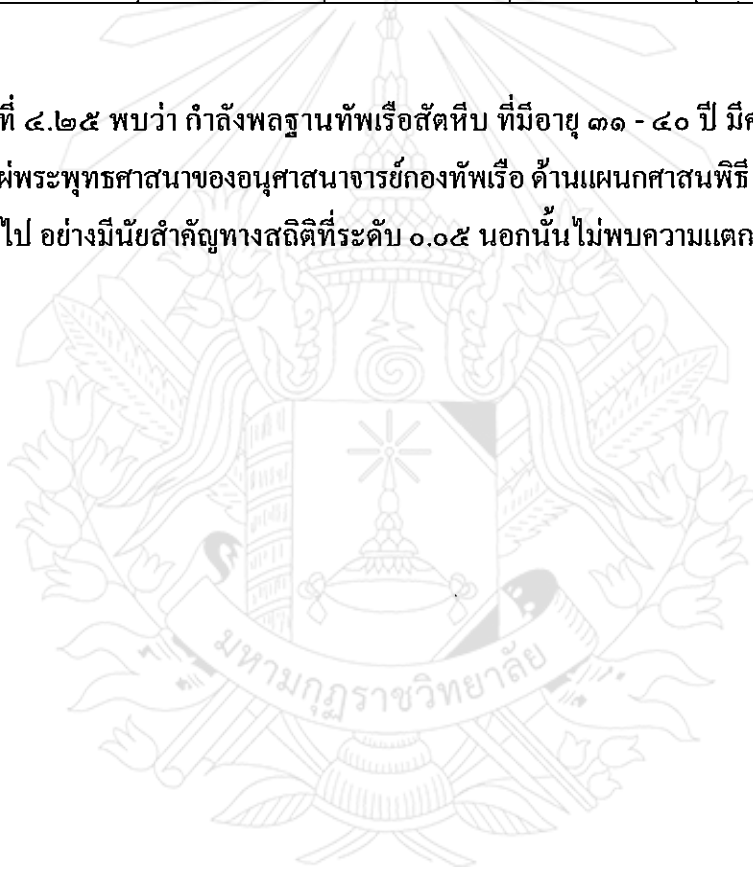 ที่ ๔.๒๕ พบว่า กำลังพลฐานทัพเรือสัตหีบ ที่มีอายุ ๓๑ - ๔๐ ปี มี
ผ่พระพุทธศาสนาของอนุศาสนาจารย์กองทัพเรือ ด้านแผนกศาสนพิธี
ไป อย่างมีนัยสำคัญทางสถิติที่ระดับ ๐.๐๕ นอกนั้นไม่พบความแตก
มหามกุฏราชวิทยาลัย